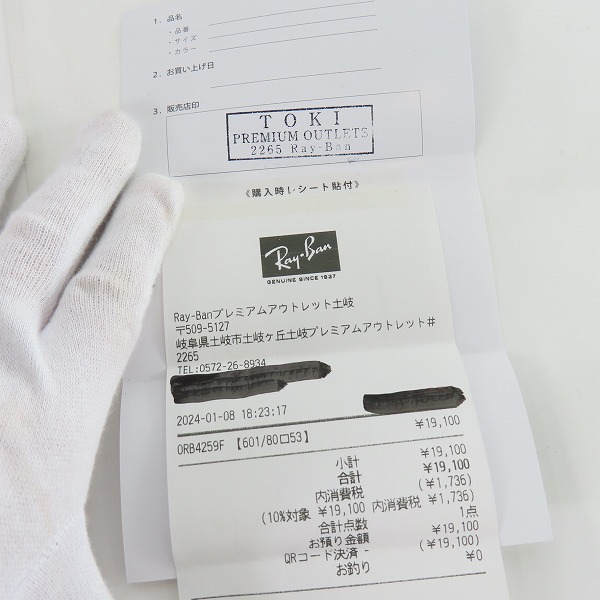 1. 品名
・品番
・サイズ
・カラー
2. お買い上げ日
3. 販売店印
TOKI
PREMIUM OUTLETS
2265 Ray-Ban
《購入時レシート貼付》
Ray-Ban
GENUINE SINCE 1937
Ray-Banプレミアムアウトレット土岐
〒509-5127
岐阜県土岐市土岐ヶ丘土岐プレミアムアウトレット#
2265
TEL:0572-26-8934
2024-01-08 18:23:17
0RB4259F 【601/80口53】 ¥19,100
小計 ¥19,100
合計 ¥19,100
内消費税 (¥1,736)
(10%対象 ¥19,100 内消費税 ¥1,736)
合計点数 1点
お預り金額 ¥19,100
QRコード決済 - (¥19,100)
お釣り ¥0